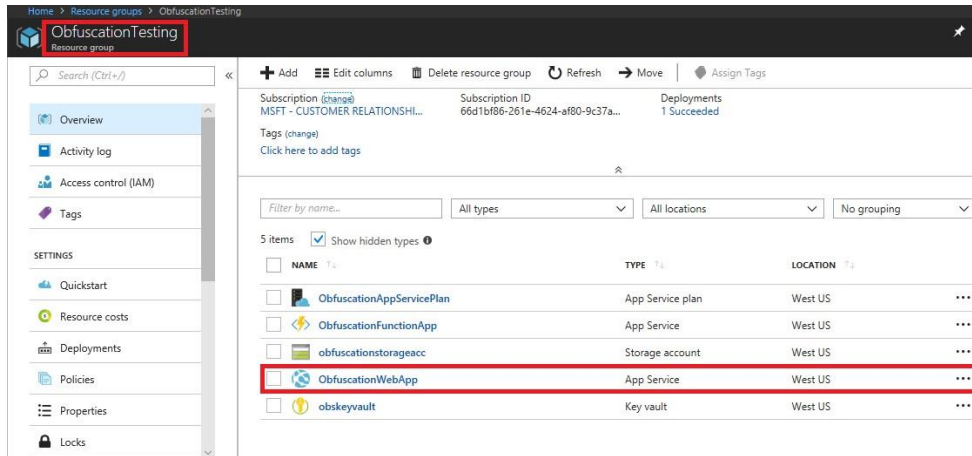 Home > Resource groups > ObfuscationTesting
ObfuscationTesting
Resource group
Search (Ctrl+/)
«
Add
Edit columns
Delete resource group
Refresh
Move
Assign Tags
Subscription (change)
MSFT - CUSTOMER RELATIONSHI...
Subscription ID
66d1bf86-261e-4624-af80-9c37a...
Deployments
1 Succeeded
Tags (change)
Click here to add tags
Overview
Activity log
Access control (IAM)
Tags
SETTINGS
Quickstart
Resource costs
Deployments
Policies
Properties
Locks
Filter by name...
All types
All locations
No grouping
5 items
Show hidden types
NAME TYPE LOCATION
ObfuscationAppServicePlan App Service plan West US ...
ObfuscationFunctionApp App Service West US ...
obfuscationstorageacc Storage account West US ...
ObfuscationWebApp App Service West US ...
obskeyvault Key vault West US ...